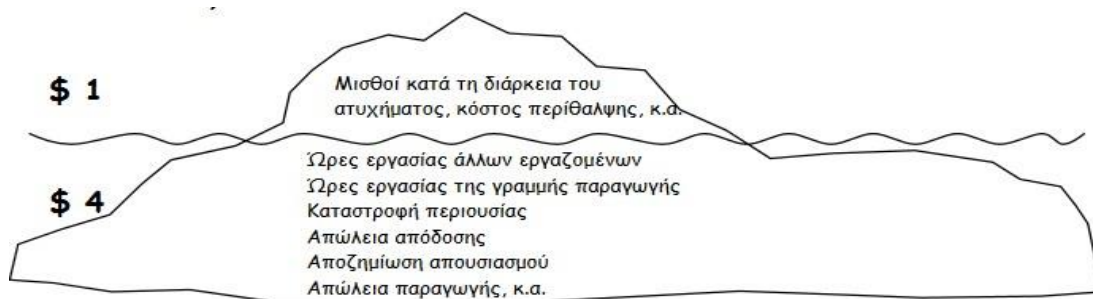 $ 1
Μισθοί κατά τη διάρκεια του
ατυχήματος, κόστος περίθαλψης, κ.α.
$ 4
Ώρες εργασίας άλλων εργαζομένων
Ώρες εργασίας της γραμμής παραγωγής
Καταστροφή περιουσίας
Απώλεια απόδοσης
Αποζημίωση απουσιασμού
Απώλεια παραγωγής, κ.α.